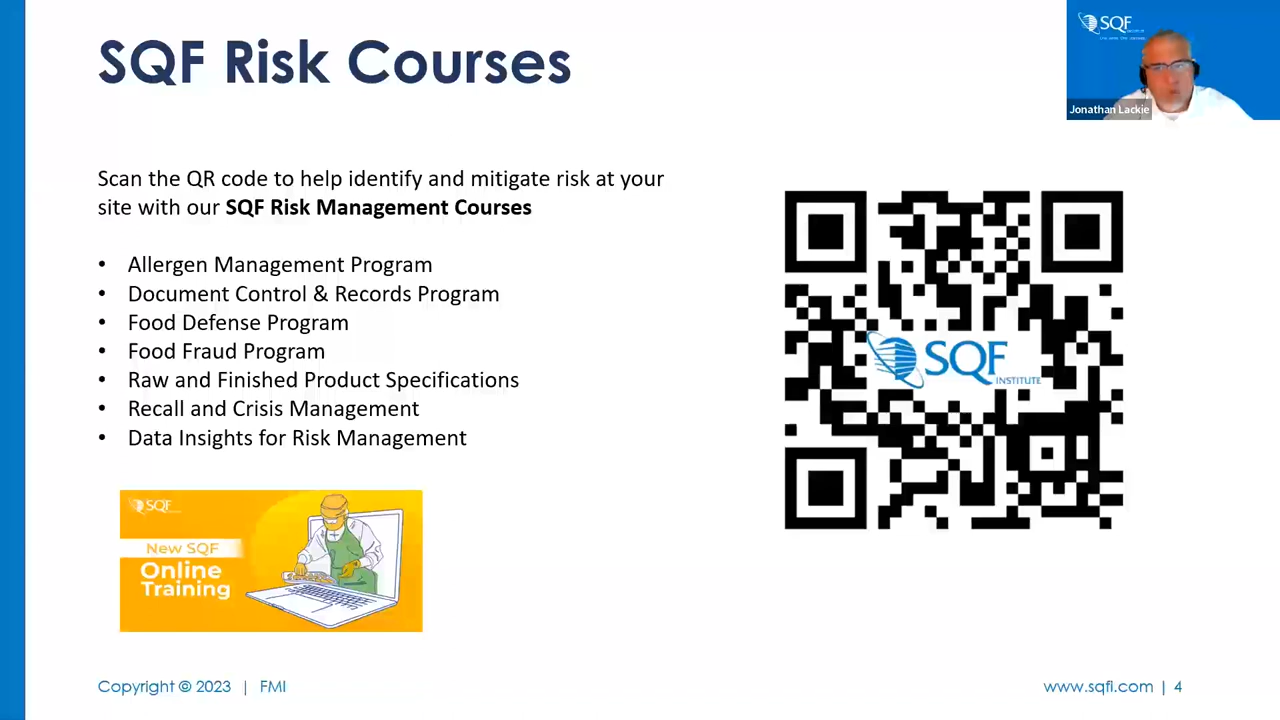 SQF Risk Courses
SQF
Jonathan Lackie
Scan the QR code to help identify and mitigate risk at your
site with our SQF Risk Management Courses
• Allergen Management Program
• Document Control & Records Program
• Food Defense Program
• Food Fraud Program
• Raw and Finished Product Specifications
• Recall and Crisis Management
• Data Insights for Risk Management
SQF
INSTITUTE
SQF
New SQF
Online
Training
Copyright © 2023 | FMI
www.sqfi.com | 4